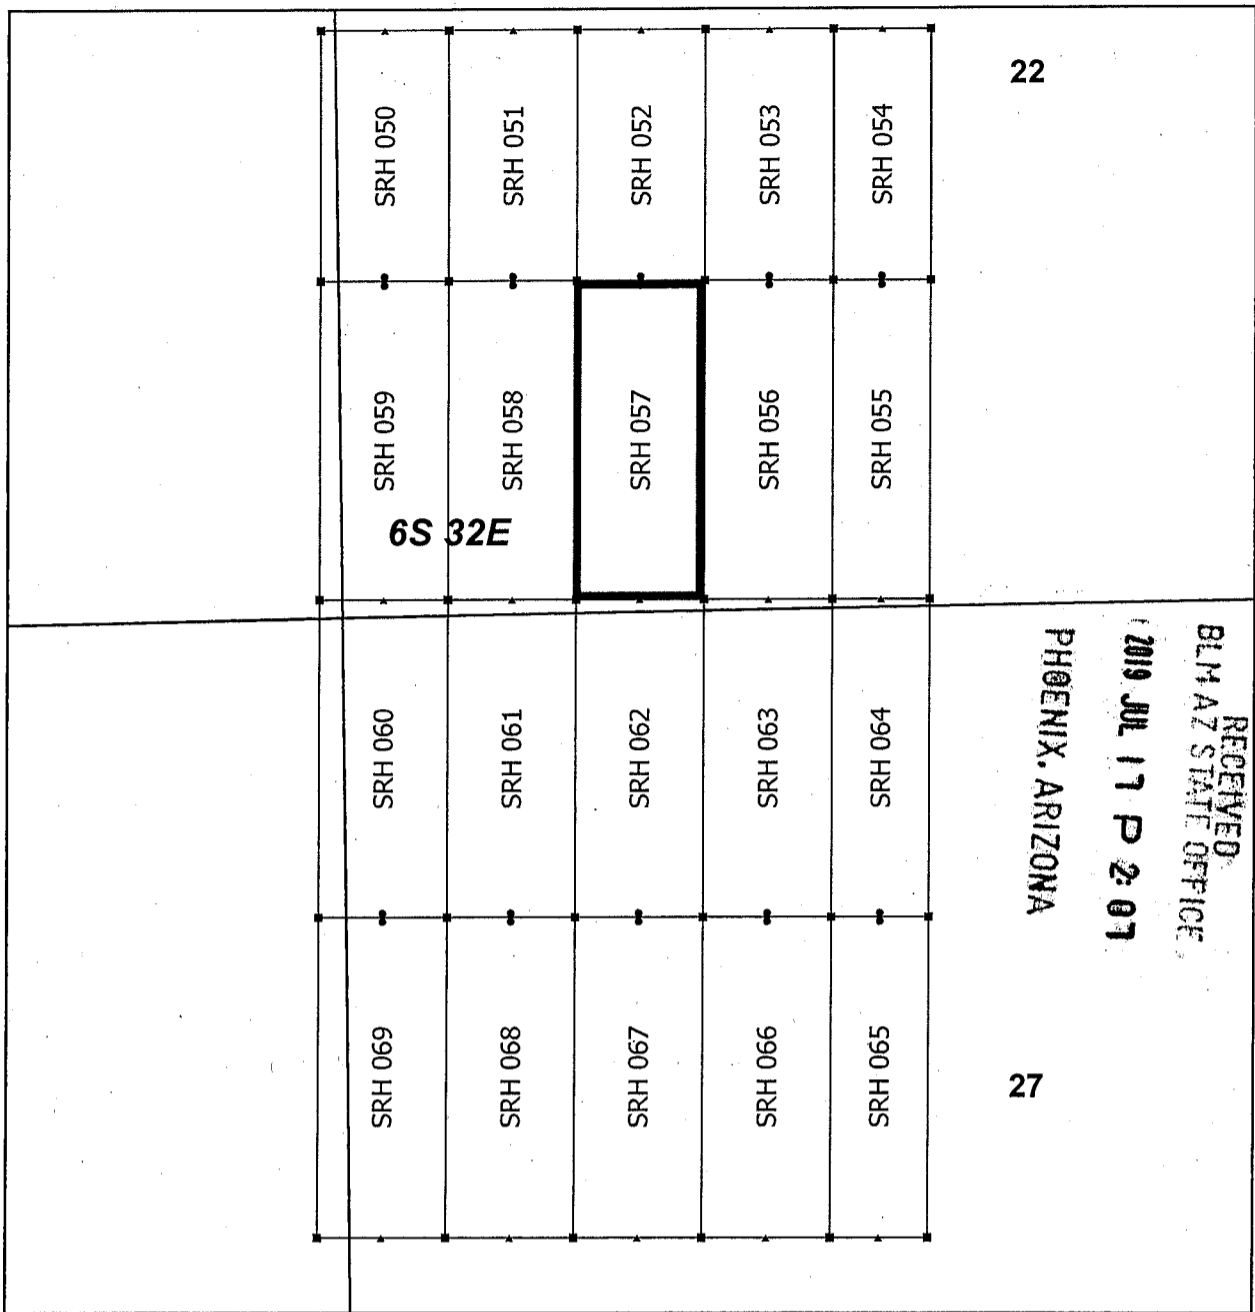 22
SRH 050
SRH 051
SRH 052
SRH 053
SRH 054
SRH 059
SRH 058
SRH 057
SRH 056
SRH 055
6S 32E
RECEIVED
BLM AZ STATE OFFICE
2019 JUL 17 P 2:07
PHOENIX, ARIZONA
SRH 060
SRH 061
SRH 062
SRH 063
SRH 064
SRH 069
SRH 068
SRH 067
SRH 066
SRH 065
27